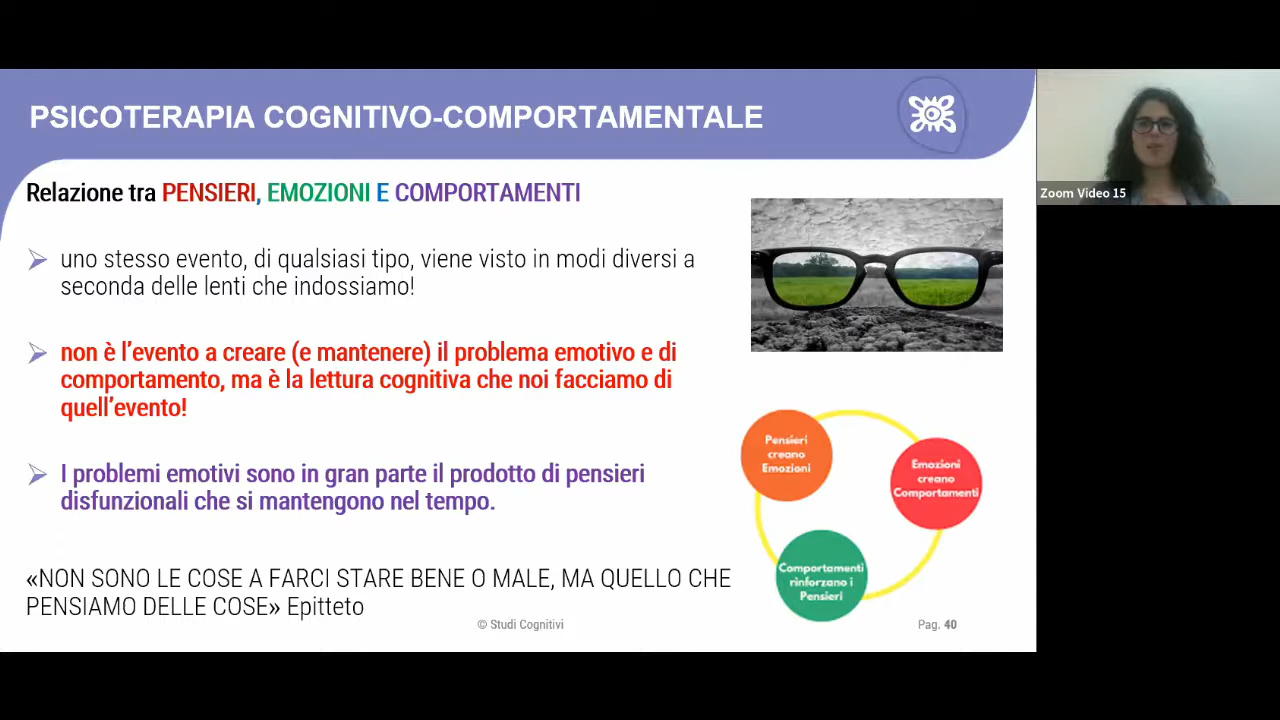 PSICOTERAPIA COGNITIVO-COMPORTAMENTALE
Zoom Video 15
Relazione tra PENSIERI, EMOZIONI E COMPORTAMENTI
uno stesso evento, di qualsiasi tipo, viene visto in modi diversi a
seconda delle lenti che indossiamo!
non è l’evento a creare (e mantenere) il problema emotivo e di
comportamento, ma è la lettura cognitiva che noi facciamo di
quell’evento!
I problemi emotivi sono in gran parte il prodotto di pensieri
disfunzionali che si mantengono nel tempo.
«NON SONO LE COSE A FARCI STARE BENE O MALE, MA QUELLO CHE
PENSIAMO DELLE COSE» Epitteto
Pensieri
creano
Emozioni
Emozioni
creano
Comportamenti
Comportamenti
rinforzano i
Pensieri
© Studi Cognitivi
Pag. 40